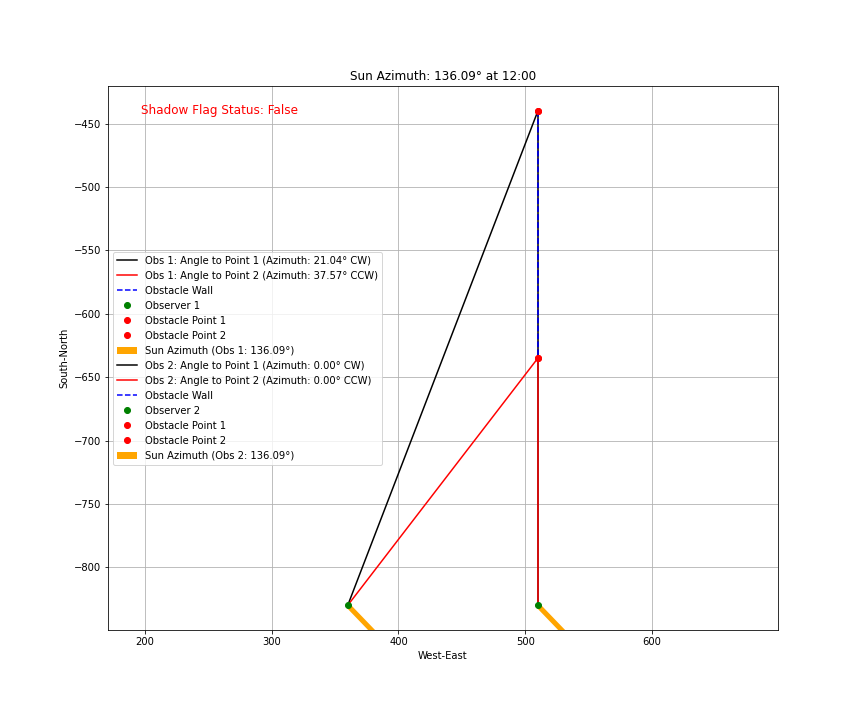 Sun Azimuth: 136.09° at 12:00
Shadow Flag Status: False
−450
−500
−550
−600
−650
−700
−750
−800
South-North
Obs 1: Angle to Point 1 (Azimuth: 21.04° CW)
Obs 1: Angle to Point 2 (Azimuth: 37.57° CCW)
Obstacle Wall
Observer 1
Obstacle Point 1
Obstacle Point 2
Sun Azimuth (Obs 1: 136.09°)
Obs 2: Angle to Point 1 (Azimuth: 0.00° CW)
Obs 2: Angle to Point 2 (Azimuth: 0.00° CCW)
Obstacle Wall
Observer 2
Obstacle Point 1
Obstacle Point 2
Sun Azimuth (Obs 2: 136.09°)
200 300 400 500 600
West-East